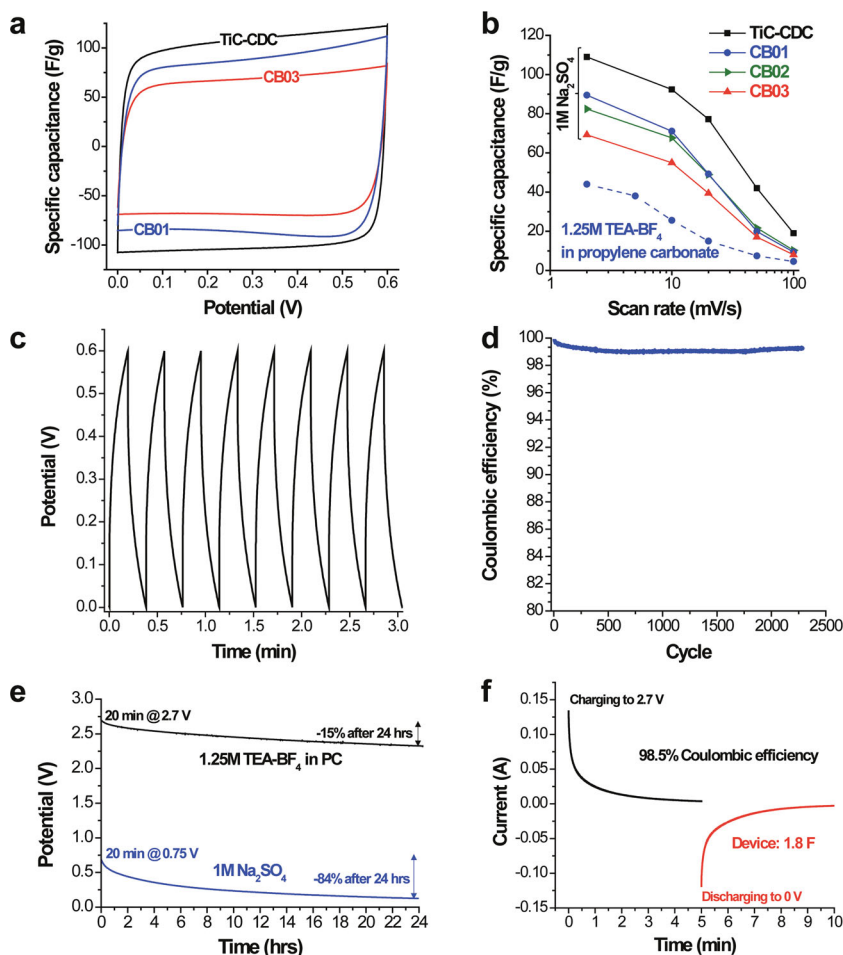 a
Specific capacitance (F/g)
100
75
50
25
0
-25
-50
-75
-100
TiC-CDC
CB03
CB01
0.0 0.1 0.2 0.3 0.4 0.5 0.6
Potential (V)
b
Specific capacitance (F/g)
120
100
80
60
40
20
0
1M Na₂SO₄
TiC-CDC
CB01
CB02
CB03
1.25M TEA-BF₄
in propylene carbonate
1 10 100
Scan rate (mV/s)
c
Potential (V)
0.6
0.5
0.4
0.3
0.2
0.1
0.0
0.0 0.5 1.0 1.5 2.0 2.5 3.0
Time (min)
d
Coulombic efficiency (%)
100
98
96
94
92
90
88
86
84
82
80
0 500 1000 1500 2000 2500
Cycle
e
Potential (V)
3.0
2.5
2.0
1.5
1.0
0.5
0.0
20 min @ 2.7 V
-15% after 24 hrs
1.25M TEA-BF₄ in PC
20 min @ 0.75 V
1M Na₂SO₄
-84% after 24 hrs
0 2 4 6 8 10 12 14 16 18 20 22 24
Time (hrs)
f
Current (A)
0.15
0.10
0.05
0.00
-0.05
-0.10
-0.15
Charging to 2.7 V
98.5% Coulombic efficiency
Device: 1.8 F
Discharging to 0 V
0 1 2 3 4 5 6 7 8 9 10
Time (min)